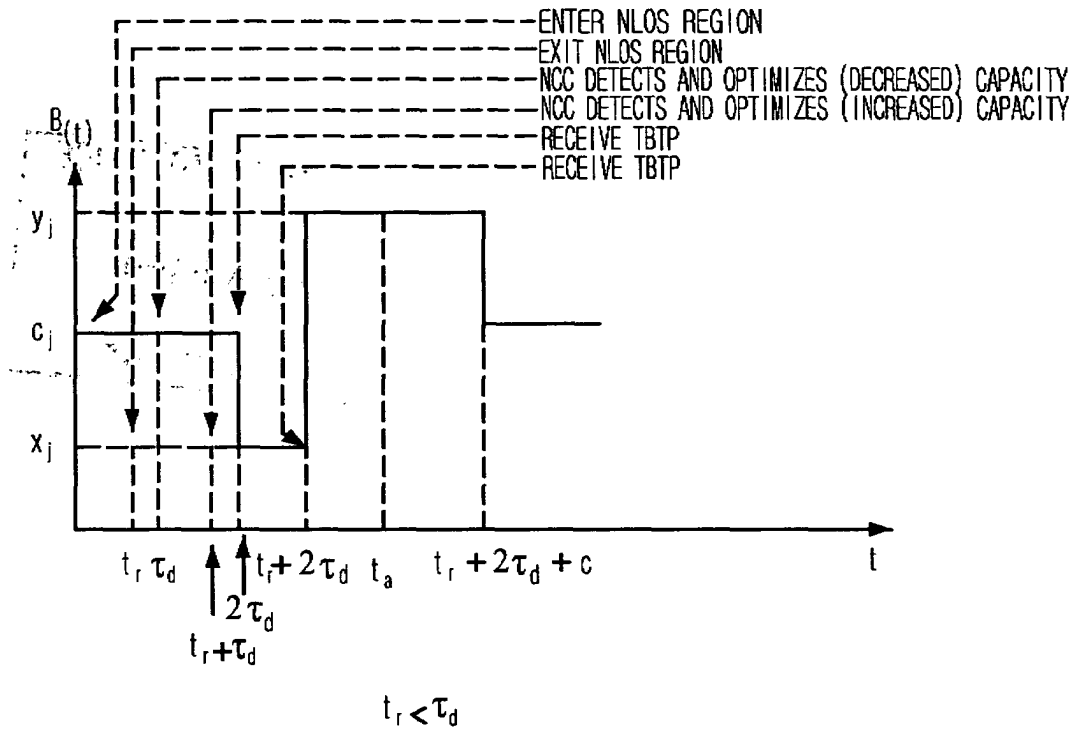 ENTER NLOS REGION
EXIT NLOS REGION
NCC DETECTS AND OPTIMIZES (DECREASED) CAPACITY
NCC DETECTS AND OPTIMIZES (INCREASED) CAPACITY
B(t)
RECEIVE TBTP
RECEIVE TBTP
yj
cj
xj
tr τd tr + 2τd ta tr + 2τd + c t
2τd
tr+τd
tr < τd